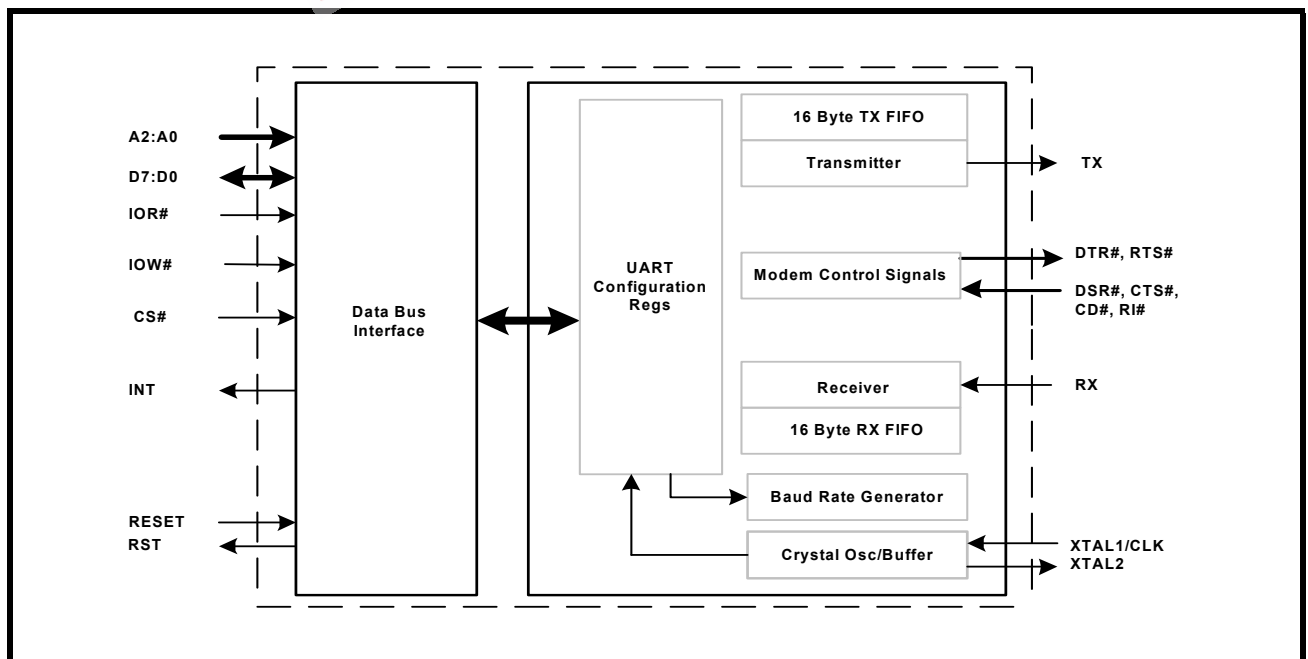 A2:A0
D7:D0
IOR#
IOW#
CS#
INT
RESET
RST
Data Bus
Interface
UART
Configuration
Regs
16 Byte TX FIFO
Transmitter
Modem Control Signals
Receiver
16 Byte RX FIFO
Baud Rate Generator
Crystal Osc/Buffer
TX
DTR#, RTS#
DSR#, CTS#,
CD#, RI#
RX
XTAL1/CLK
XTAL2